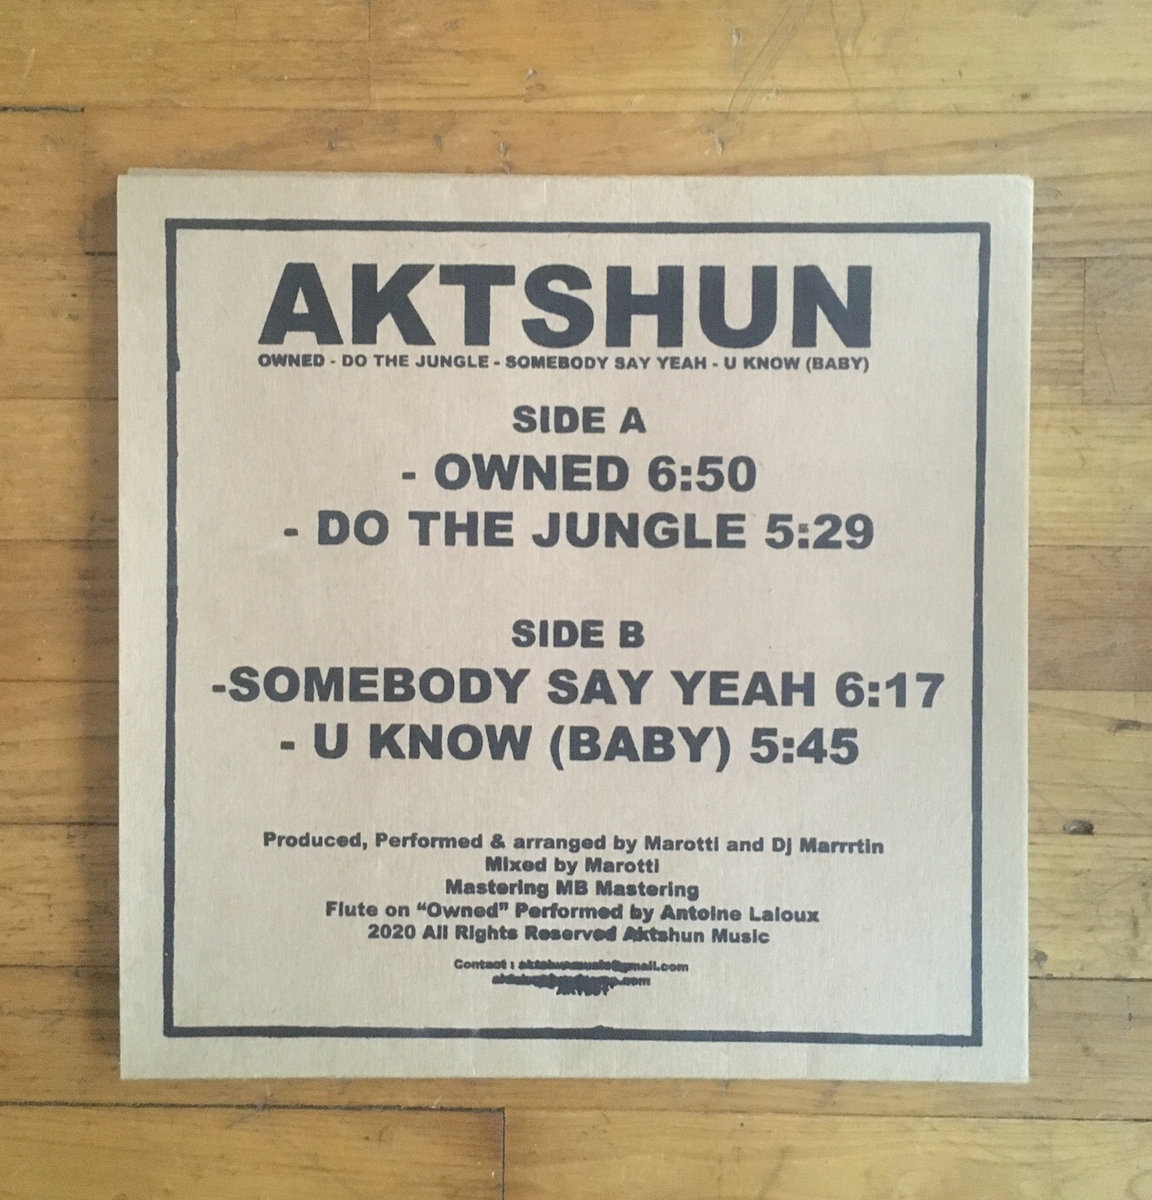 AKTSHUN
OWNED - DO THE JUNGLE - SOMEBODY SAY YEAH - U KNOW (BABY)
SIDE A
- OWNED 6:50
- DO THE JUNGLE 5:29
SIDE B
-SOMEBODY SAY YEAH 6:17
- U KNOW (BABY) 5:45
Produced, Performed & arranged by Marotti and Dj Marrrtin
Mixed by Marotti
Mastering MB Mastering
Flute on “Owned” Performed by Antoine Laloux
2020 All Rights Reserved Aktshun Music
Contact :